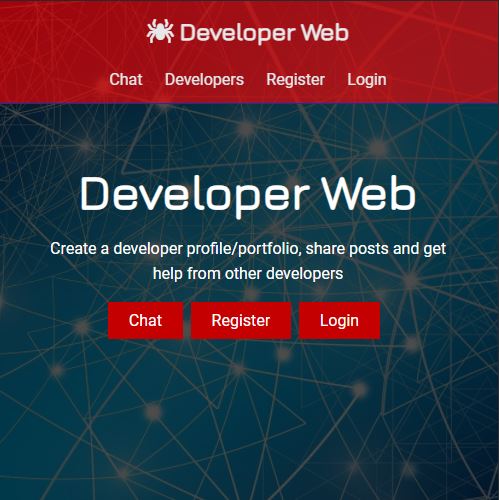 Developer Web
Chat Developers Register Login
Developer Web
Create a developer profile/portfolio, share posts and get
help from other developers
Chat Register Login